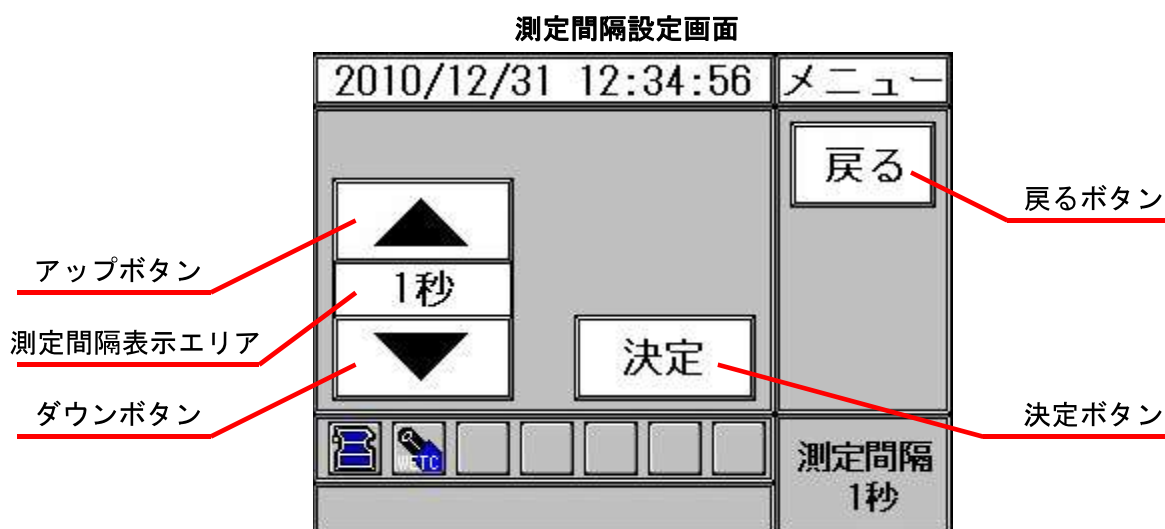 測定間隔設定画面
2010/12/31 12:34:56
メニュー
戻る
戻るボタン
アップボタン
1秒
測定間隔表示エリア
決定
ダウンボタン
決定ボタン
WETC
測定間隔
1秒